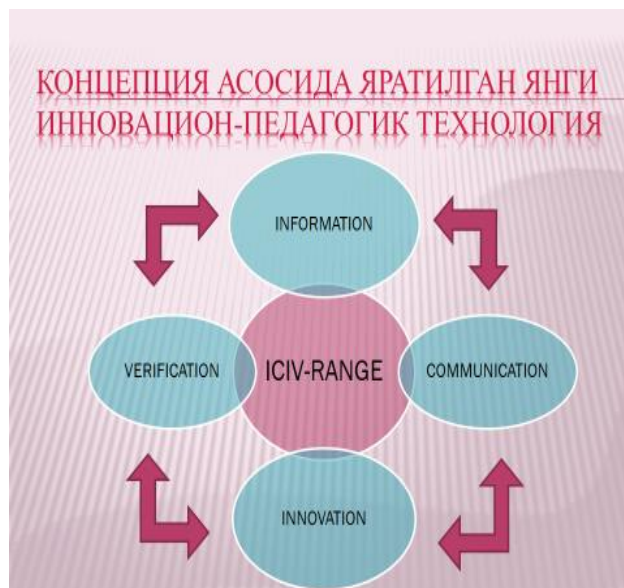 КОНЦЕПЦИЯ АСОСИДА ЯРАТИЛГАН ЯНГИ
ИННОВАЦИОН-ПЕДАГОГИК ТЕХНОЛОГИЯ
INFORMATION
VERIFICATION
ICIV-RANGE
COMMUNICATION
INNOVATION